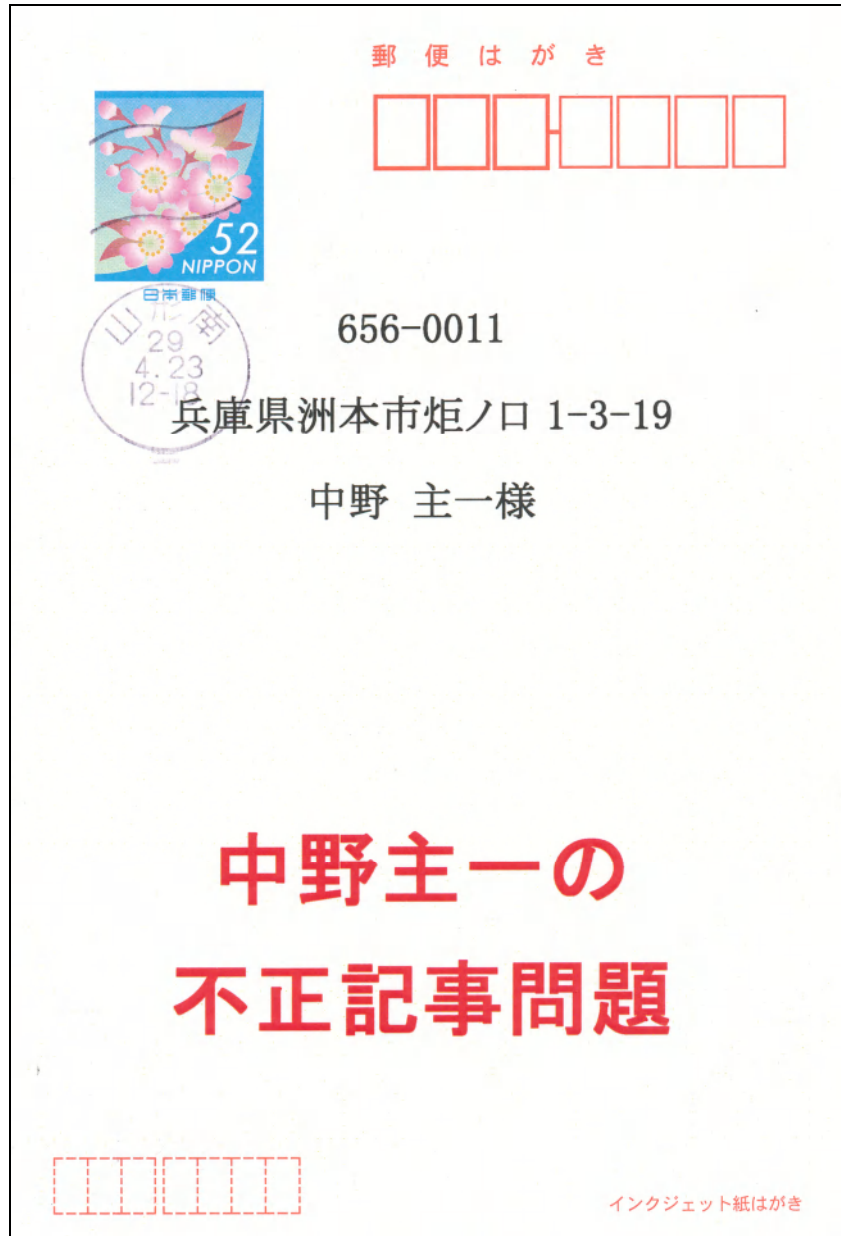 郵便はがき
52
NIPPON
日本郵便
山形南
29
4.23
12-18
656-0011
兵庫県洲本市炬ノ口 1-3-19
中野 主一様
中野主一の
不正記事問題
インクジェット紙はがき